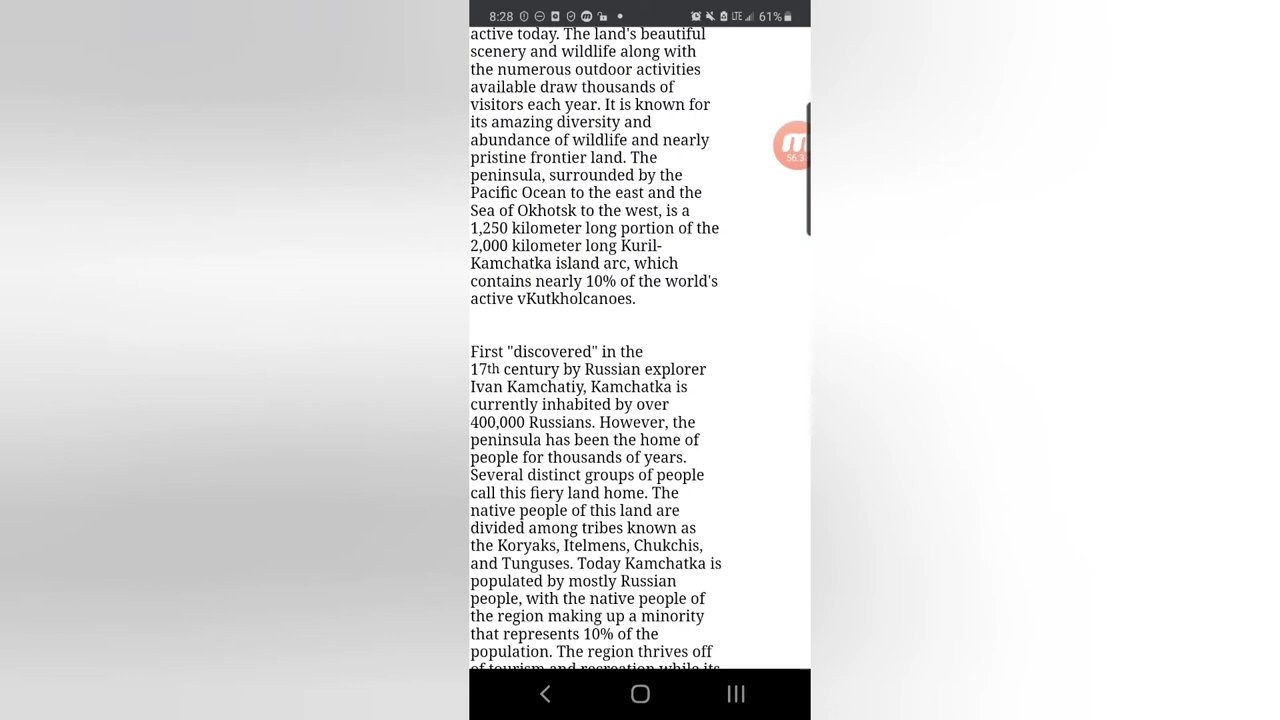 8:28 LTE 61%
active today. The land's beautiful
scenery and wildlife along with
the numerous outdoor activities
available draw thousands of
visitors each year. It is known for
its amazing diversity and
abundance of wildlife and nearly
pristine frontier land. The
peninsula, surrounded by the
Pacific Ocean to the east and the
Sea of Okhotsk to the west, is a
1,250 kilometer long portion of the
2,000 kilometer long Kuril-
Kamchatka island arc, which
contains nearly 10% of the world's
active vKutkholcanoes.
First "discovered" in the
17th century by Russian explorer
Ivan Kamchatiy, Kamchatka is
currently inhabited by over
400,000 Russians. However, the
peninsula has been the home of
people for thousands of years.
Several distinct groups of people
call this fiery land home. The
native people of this land are
divided among tribes known as
the Koryaks, Itelmens, Chukchis,
and Tunguses. Today Kamchatka is
populated by mostly Russian
people, with the native people of
the region making up a minority
that represents 10% of the
population. The region thrives off
of tourism and recreation while its